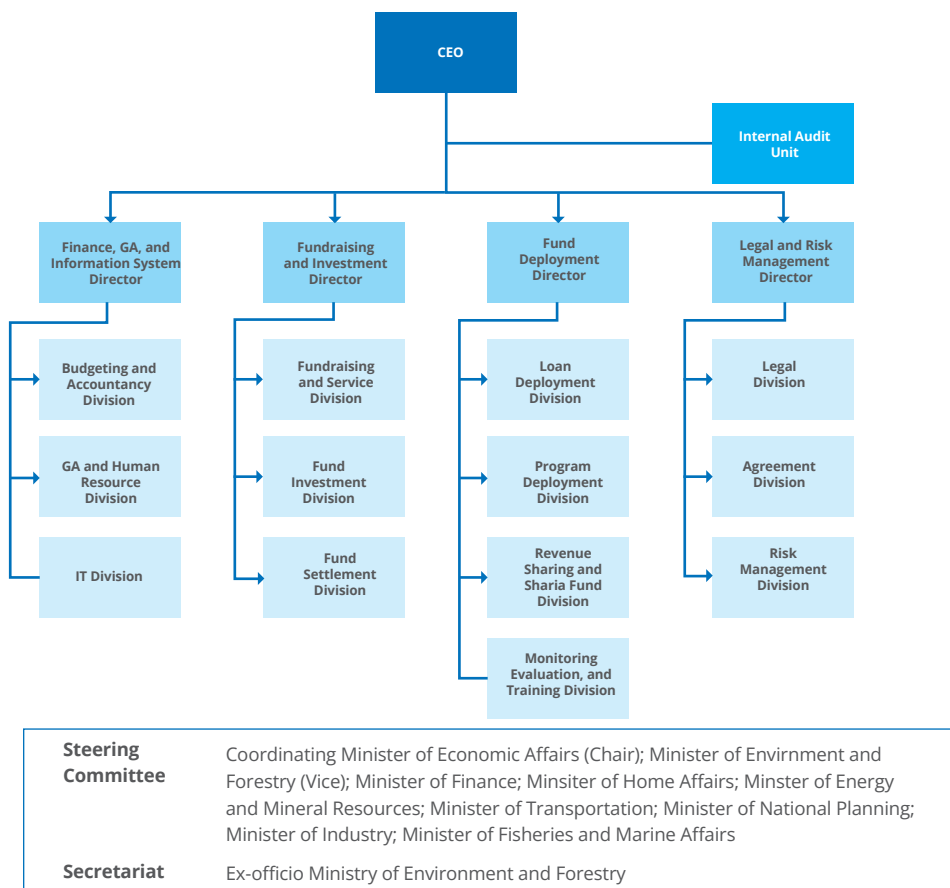 CEO
Internal Audit
Unit
Finance, GA, and
Information System
Director
Fundraising
and Investment
Director
Fund
Deployment
Director
Legal and Risk
Management
Director
Budgeting and
Accountancy
Division
Fundraising
and Service
Division
Loan
Deployment
Division
Legal
Division
GA and Human
Resource
Division
Fund
Investment
Division
Program
Deployment
Division
Agreement
Division
IT Division
Fund
Settlement
Division
Revenue
Sharing and
Sharia Fund
Division
Risk
Management
Division
Monitoring
Evaluation, and
Training Division
Steering
Committee
Coordinating Minister of Economic Affairs (Chair); Minister of Envirnment and
Forestry (Vice); Minister of Finance; Minsiter of Home Affairs; Minster of Energy
and Mineral Resources; Minister of Transportation; Minister of National Planning;
Minister of Industry; Minister of Fisheries and Marine Affairs
Secretariat
Ex-officio Ministry of Environment and Forestry